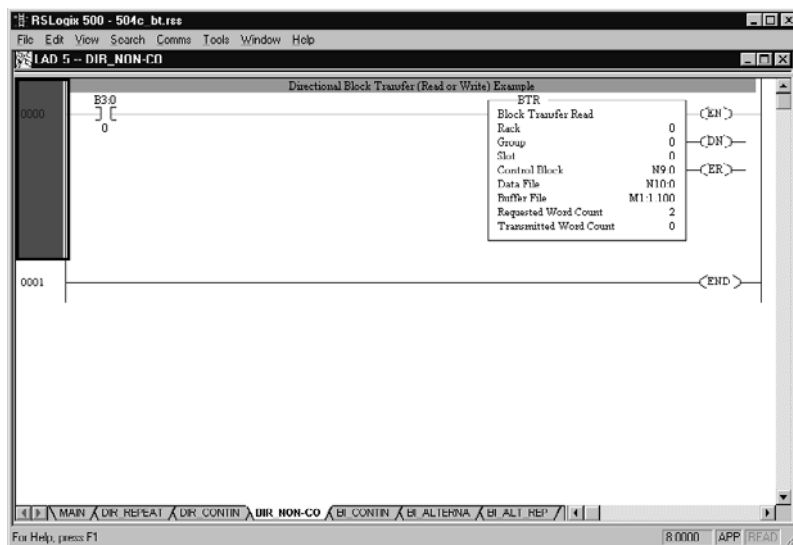 RSLogix 500 - 504c_bt.rss
File Edit View Search Comms Tools Window Help
LAD 5 -- DIR_NON-CO
Directional Block Transfer (Read or Write) Example
0000
B3:0
0
BTR
Block Transfer Read
Rack 0
Group 0
Slot 0
Control Block N9:0
Data File N10:0
Buffer File M1:1.100
Requested Word Count 2
Transmitted Word Count 0
EN
DN
ER
0001
END
MAIN DIR_REPEAT DIR_CONTIN DIR_NON-CO BI_CONTIN BI_ALTERNA BI_ALT_REP
For Help, press F1
8.0000 APP READ